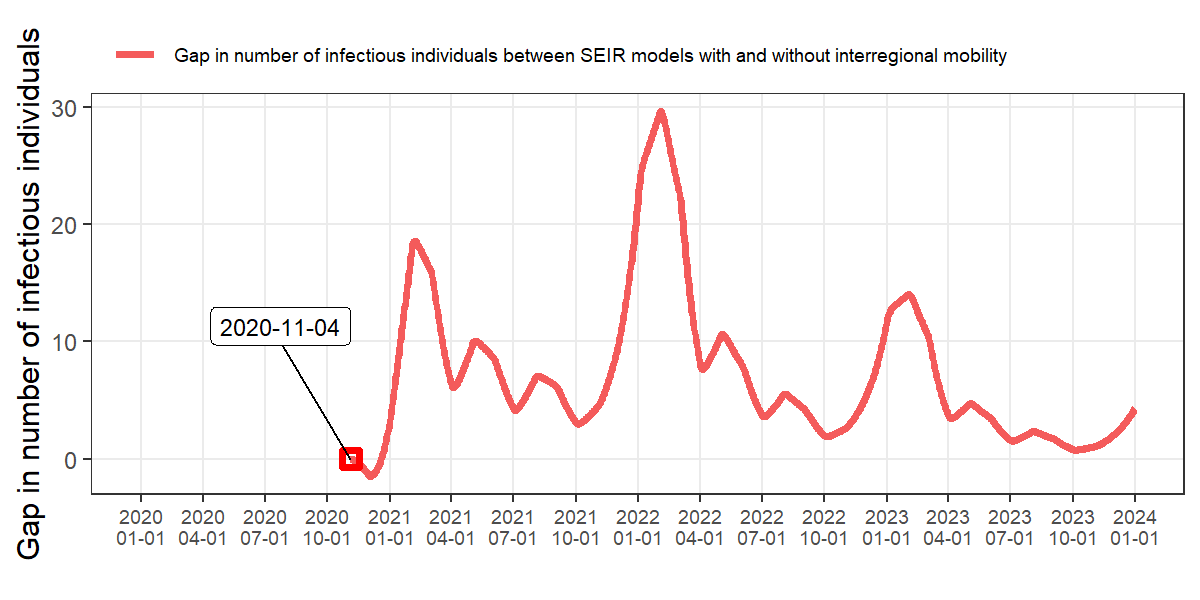 Gap in number of infectious individuals between SEIR models with and without interregional mobility
Gap in number of infectious individuals
30
20
10
0
2020-11-04
2020 2020 2020 2020 2021 2021 2021 2021 2022 2022 2022 2022 2023 2023 2023 2023 2024
01-01 04-01 07-01 10-01 01-01 04-01 07-01 10-01 01-01 04-01 07-01 10-01 01-01 04-01 07-01 10-01 01-01